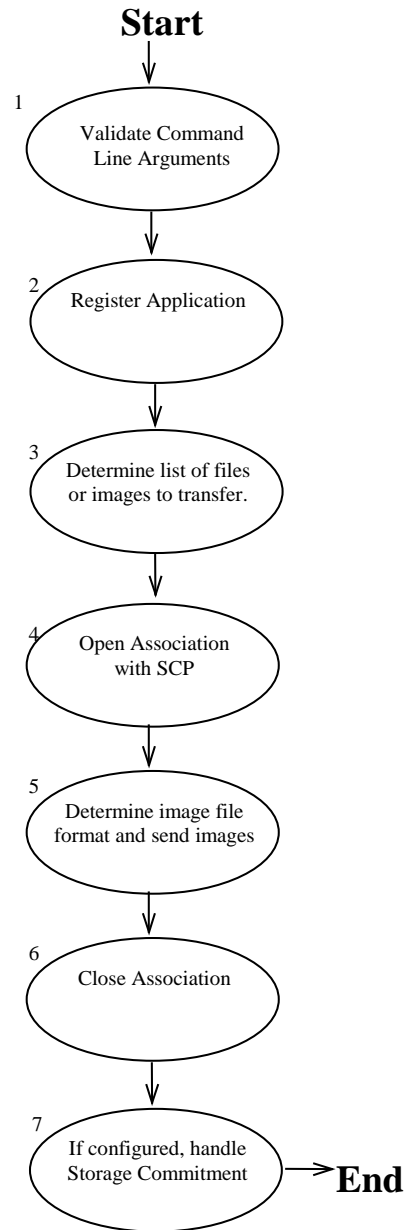 Start
1
Validate Command
Line Arguments
2
Register Application
3
Determine list of files
or images to transfer.
4
Open Association
with SCP
5
Determine image file
format and send images
6
Close Association
7
If configured, handle
Storage Commitment
End